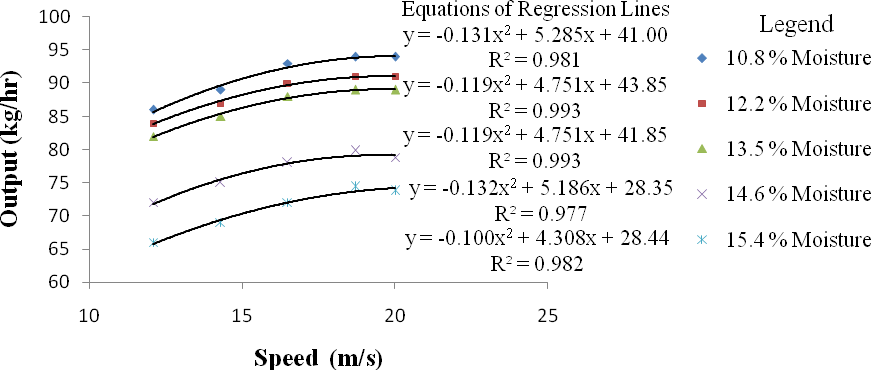 Equations of Regression Lines
y = -0.131x² + 5.285x + 41.00
R² = 0.981
y = -0.119x² + 4.751x + 43.85
R² = 0.993
y = -0.119x² + 4.751x + 41.85
R² = 0.993
y = -0.132x² + 5.186x + 28.35
R² = 0.977
y = -0.100x² + 4.308x + 28.44
R² = 0.982
Legend
10.8 % Moisture
12.2 % Moisture
13.5 % Moisture
14.6 % Moisture
15.4 % Moisture
Output (kg/hr)
100
95
90
85
80
75
70
65
60
10
15
20
25
Speed (m/s)